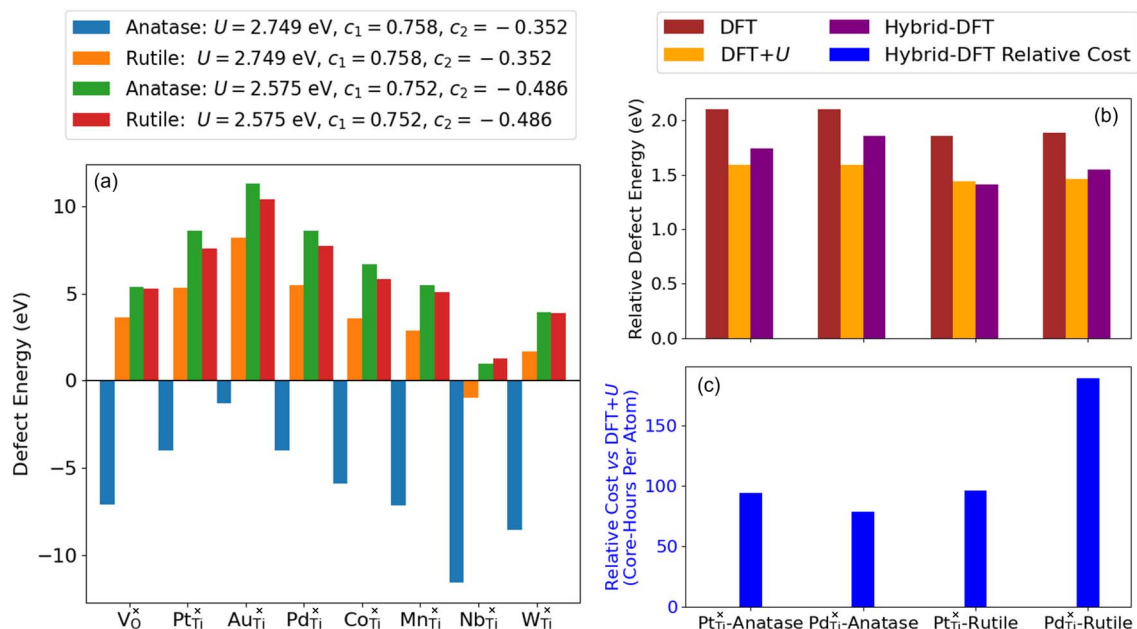 Anatase: U = 2.749 eV, c₁ = 0.758, c₂ = −0.352
Rutile: U = 2.749 eV, c₁ = 0.758, c₂ = −0.352
Anatase: U = 2.575 eV, c₁ = 0.752, c₂ = −0.486
Rutile: U = 2.575 eV, c₁ = 0.752, c₂ = −0.486
(a)
Defect Energy (eV)
10
5
0
−5
−10
V×O
Pt×Ti
Au×Ti
Pd×Ti
Co×Ti
Mn×Ti
Nb×Ti
W×Ti
DFT
DFT+U
Hybrid-DFT
Hybrid-DFT Relative Cost
(b)
Relative Defect Energy (eV)
2.0
1.5
1.0
0.5
0.0
(c)
Relative Cost vs DFT+U
(Core-Hours Per Atom)
150
100
50
0
Pt×Ti-Anatase
Pd×Ti-Anatase
Pt×Ti-Rutile
Pd×Ti-Rutile